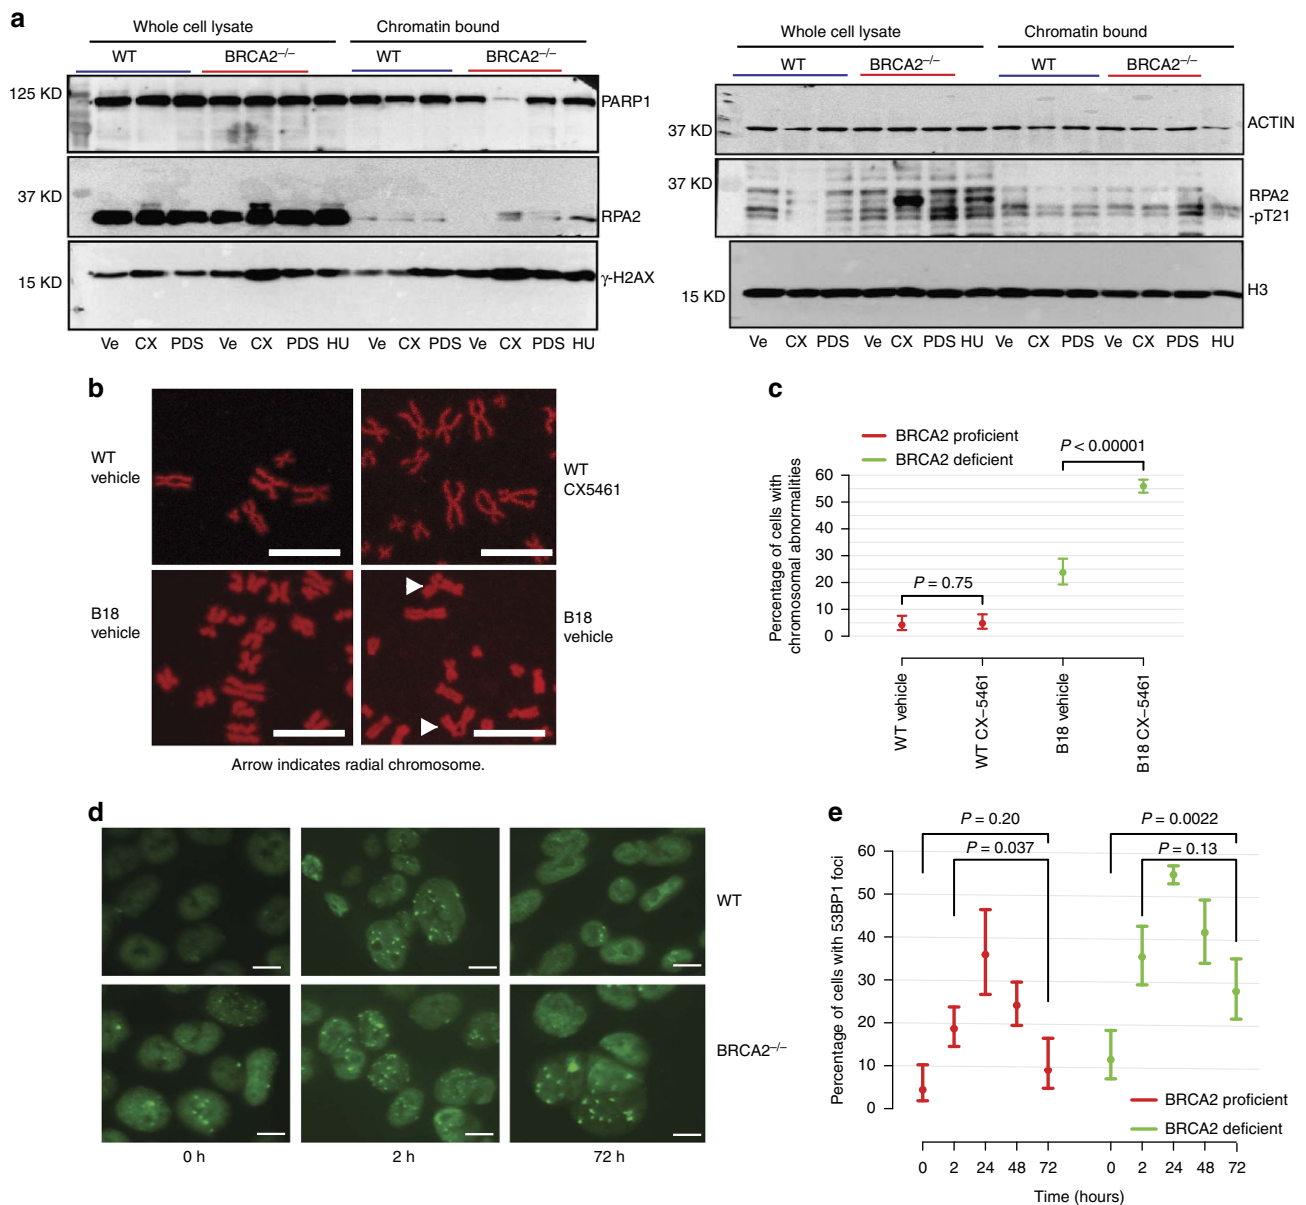 a
Whole cell lysate
Chromatin bound
WT
BRCA2–/–
WT
BRCA2–/–
125 KD
PARP1
37 KD
RPA2
15 KD
γ-H2AX
Ve CX PDS Ve CX PDS HU Ve CX PDS Ve CX PDS HU
Whole cell lysate
Chromatin bound
WT
BRCA2–/–
WT
BRCA2–/–
37 KD
ACTIN
37 KD
RPA2
-pT21
15 KD
H3
Ve CX PDS Ve CX PDS HU Ve CX PDS Ve CX PDS HU
b
WT
vehicle
WT
CX5461
B18
vehicle
B18
vehicle
Arrow indicates radial chromosome.
c
BRCA2 proficient
BRCA2 deficient
P < 0.00001
P = 0.75
Percentage of cells with
chromosomal abnormalities
60
50
40
30
20
10
0
WT vehicle
WT CX–5461
B18 vehicle
B18 CX–5461
d
WT
BRCA2–/–
0 h
2 h
72 h
e
P = 0.20
P = 0.0022
P = 0.037
P = 0.13
Percentage of cells with 53BP1 foci
60
50
40
30
20
10
0
BRCA2 proficient
BRCA2 deficient
0 2 24 48 72 0 2 24 48 72
Time (hours)